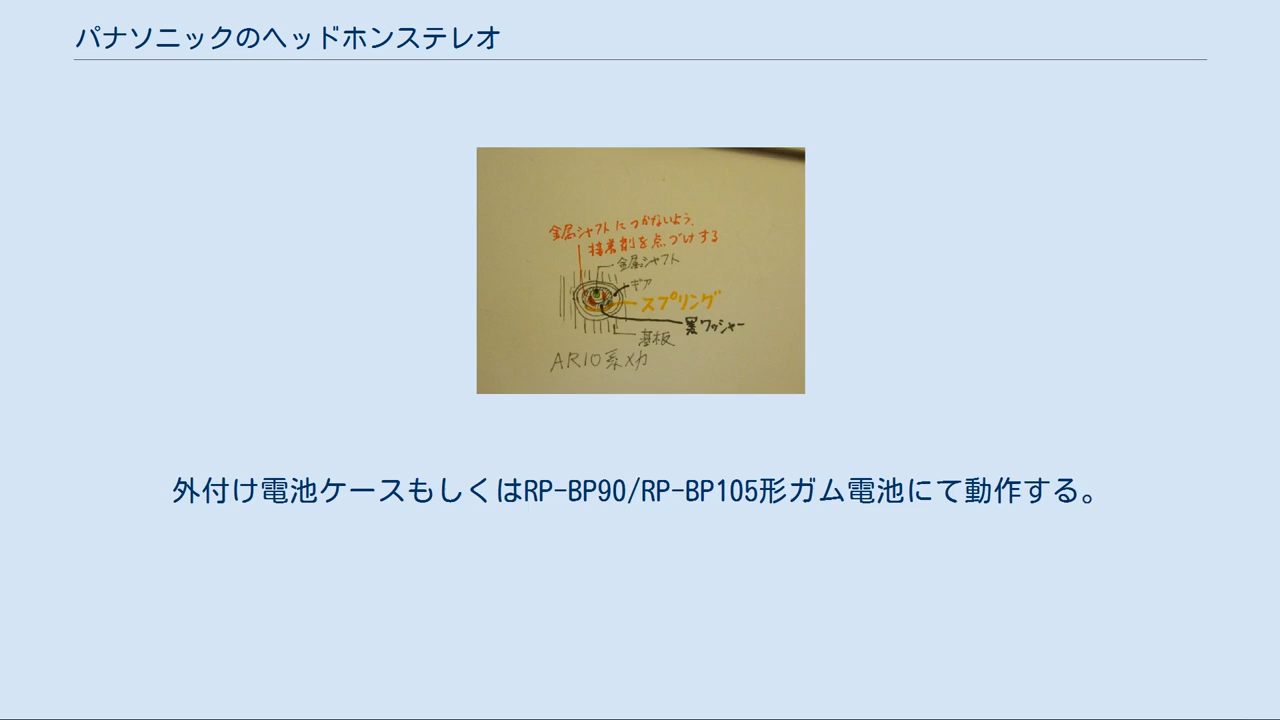 パナソニックのヘッドホンステレオ
金属シャフトにつかないよう、
接着剤を点づけする
金属シャフト
ギア
スプリング
黒ワッシャー
基板
AR10系メカ
外付け電池ケースもしくはRP-BP90/RP-BP105形ガム電池にて動作する。